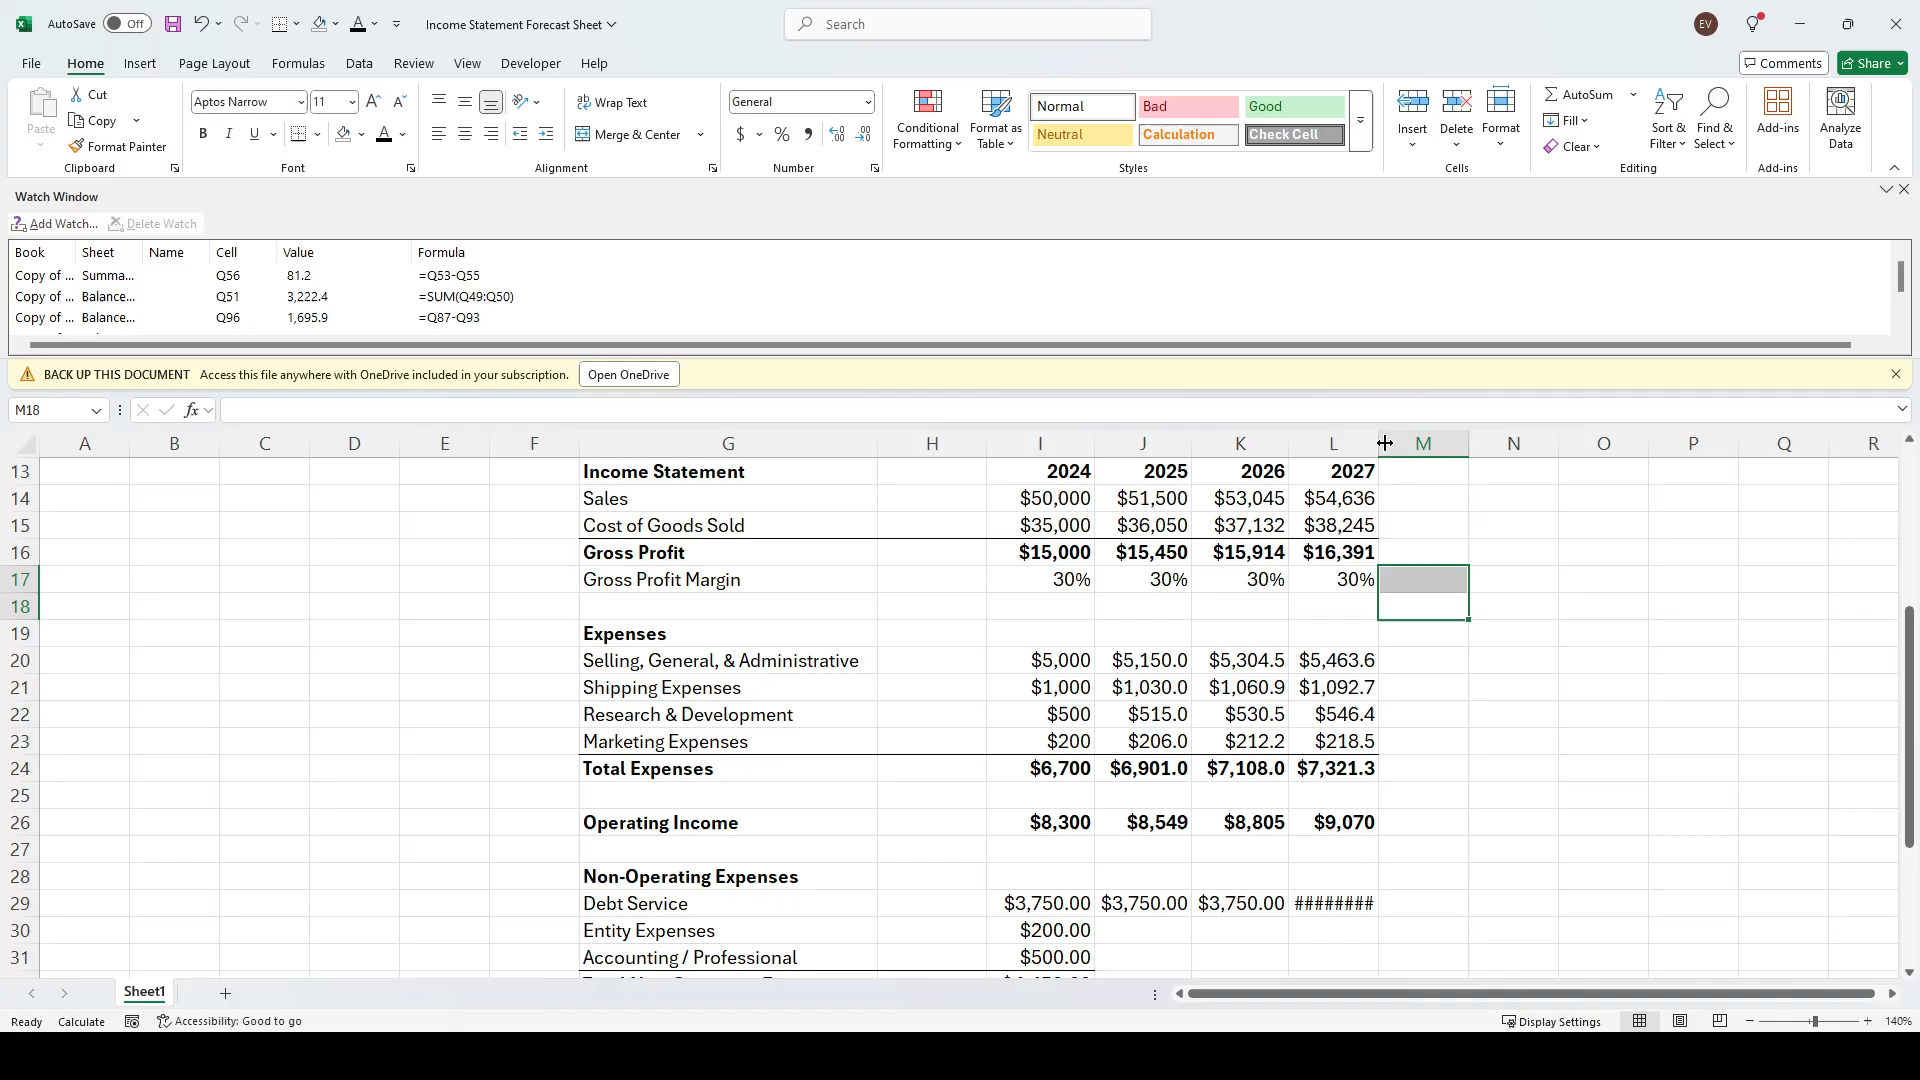 AutoSave Off Income Statement Forecast Sheet Search EV
File Home Insert Page Layout Formulas Data Review View Developer Help Comments Share
Paste Cut Copy Format Painter Clipboard
Aptos Narrow 11 B I U A Font
Wrap Text Merge & Center Alignment
General $ % Number
Conditional Formatting Format as Table Normal Bad Good Neutral Calculation Check Cell Styles
Insert Delete Format Cells
AutoSum Fill Clear Sort & Filter Find & Select Editing
Add-ins Add-ins
Analyze Data
Watch Window
Add Watch... Delete Watch
Book Sheet Name Cell Value Formula
Copy of ... Summa... Q56 81.2 =Q53-Q55
Copy of ... Balance... Q51 3,222.4 =SUM(Q49:Q50)
Copy of ... Balance... Q96 1,695.9 =Q87-Q93
BACK UP THIS DOCUMENT Access this file anywhere with OneDrive included in your subscription. Open OneDrive
M18 fx
A B C D E F G H I J K L M N O P Q R
13 Income Statement 2024 2025 2026 2027
14 Sales $50,000 $51,500 $53,045 $54,636
15 Cost of Goods Sold $35,000 $36,050 $37,132 $38,245
16 Gross Profit $15,000 $15,450 $15,914 $16,391
17 Gross Profit Margin 30% 30% 30% 30%
18
19 Expenses
20 Selling, General, & Administrative $5,000 $5,150.0 $5,304.5 $5,463.6
21 Shipping Expenses $1,000 $1,030.0 $1,060.9 $1,092.7
22 Research & Development $500 $515.0 $530.5 $546.4
23 Marketing Expenses $200 $206.0 $212.2 $218.5
24 Total Expenses $6,700 $6,901.0 $7,108.0 $7,321.3
25
26 Operating Income $8,300 $8,549 $8,805 $9,070
27
28 Non-Operating Expenses
29 Debt Service $3,750.00 $3,750.00 $3,750.00 ########
30 Entity Expenses $200.00
31 Accounting / Professional $500.00
Sheet1
Ready Calculate Accessibility: Good to go Display Settings 140%